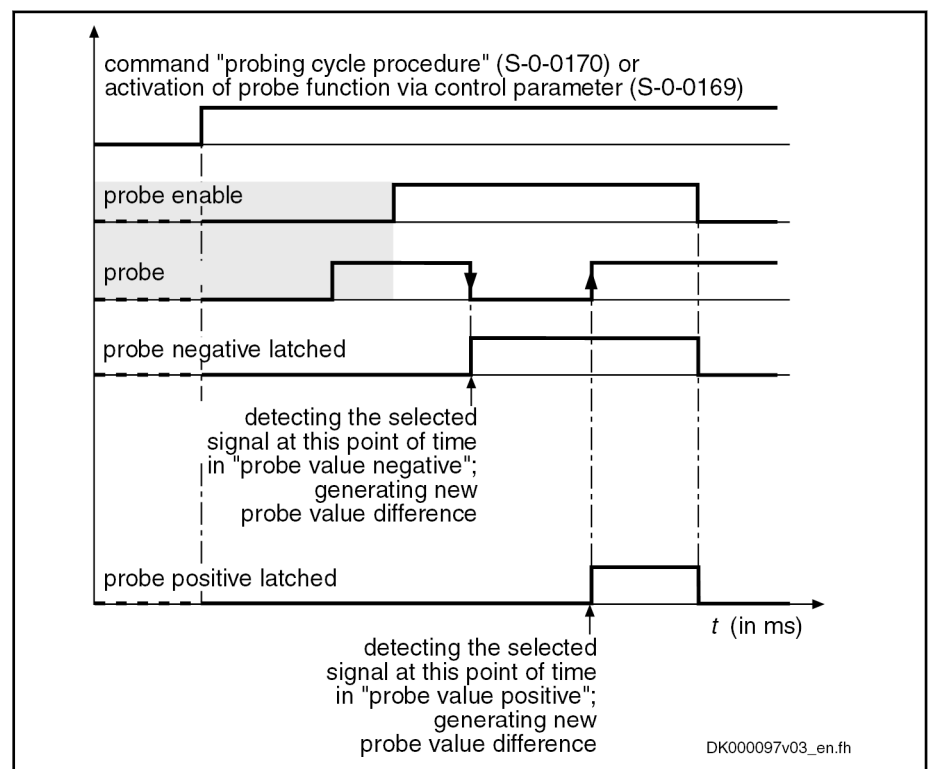 command "probing cycle procedure" (S-0-0170) or
activation of probe function via control parameter (S-0-0169)
probe enable
probe
probe negative latched
detecting the selected
signal at this point of time
in "probe value negative";
generating new
probe value difference
probe positive latched
t (in ms)
detecting the selected
signal at this point of time
in "probe value positive";
generating new
probe value difference
DK000097v03_en.fh